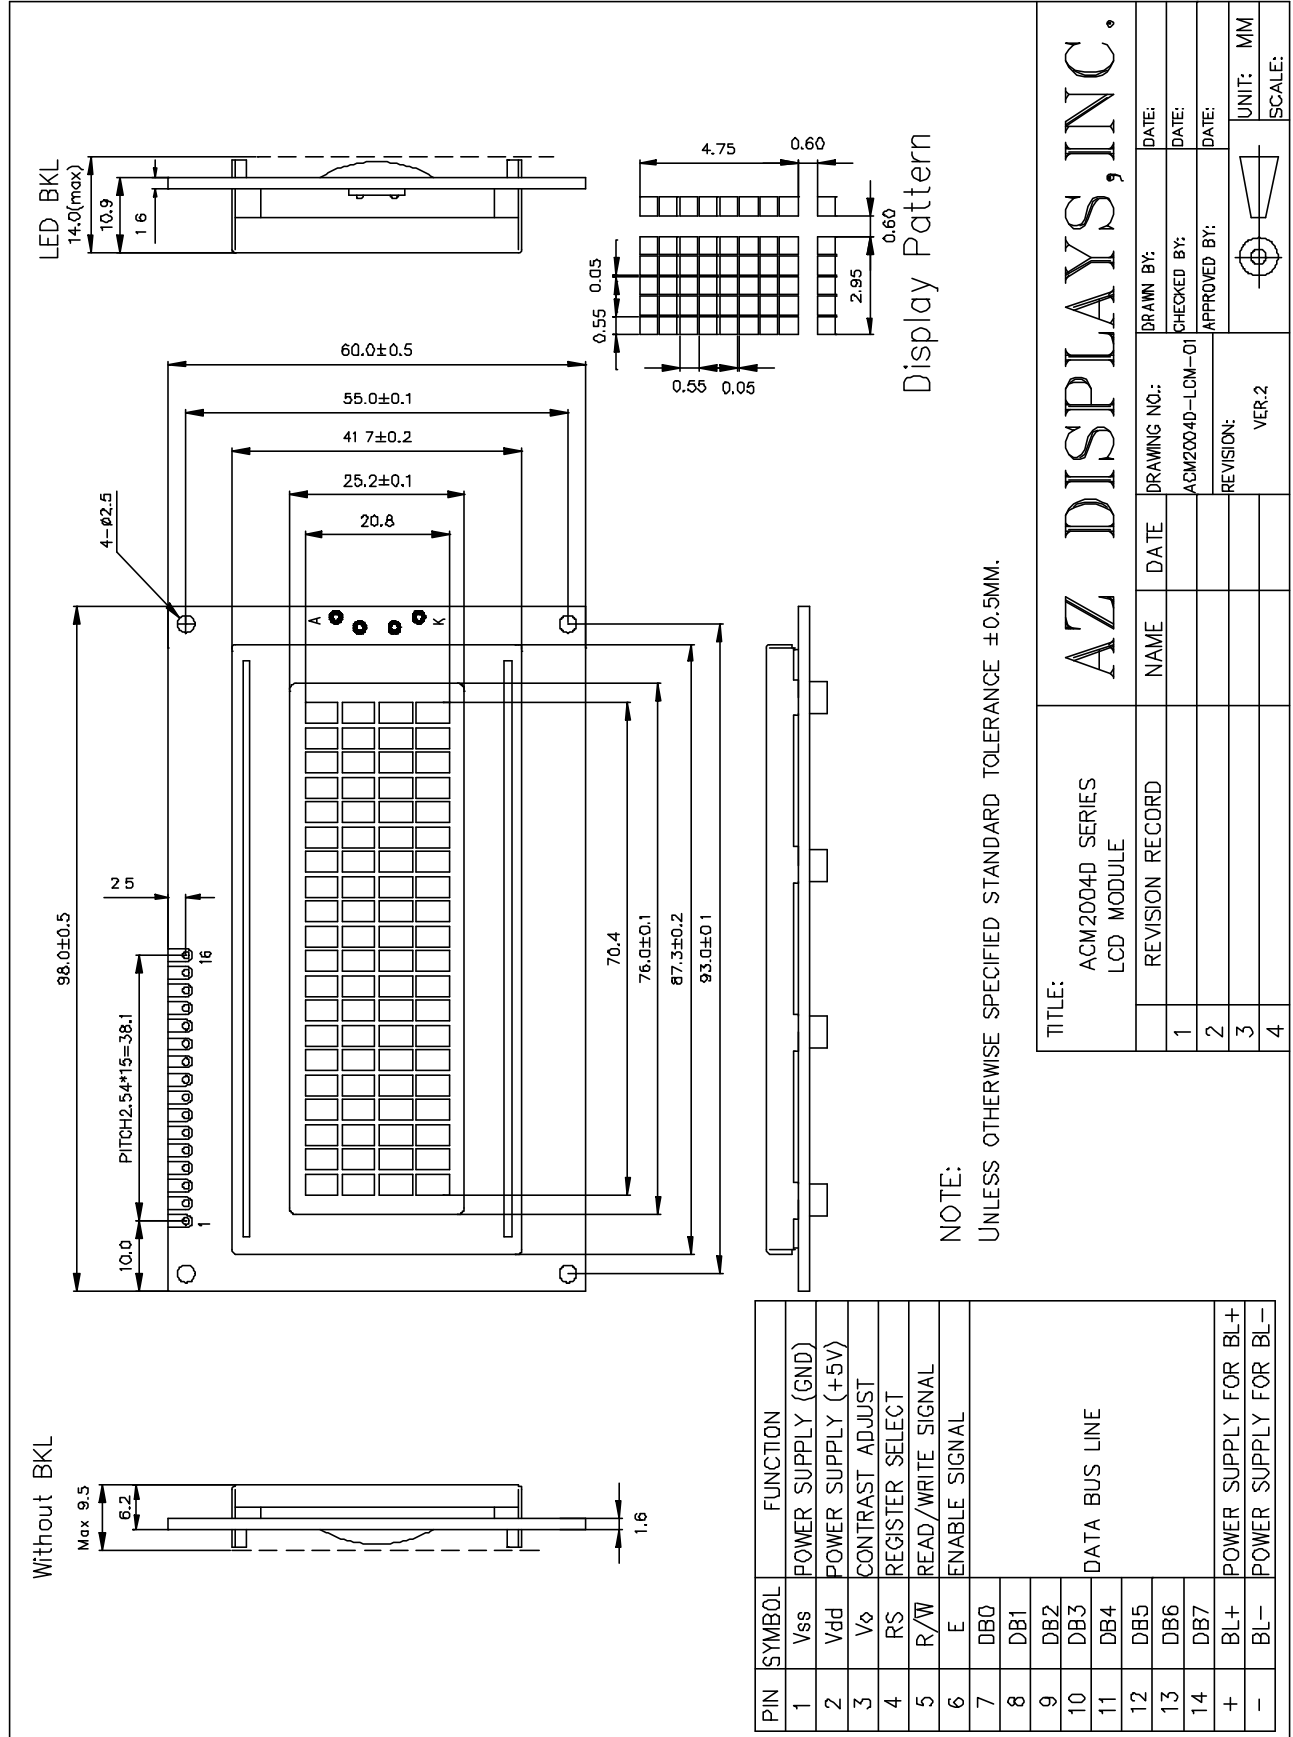 Without BKL
Max 9.5
6.2
1.6
98.0±0.5
10.0
PITCH2.54*15=38.1
2 5
4-ø2.5
1
16
A
K
60.0±0.5
55.0±0.1
41 7±0.2
25.2±0.1
20.8
70.4
76.0±0.1
87.3±0.2
93.0±0 1
LED BKL
14.0(max)
10.9
1 6
0.55
0.05
4.75
0.60
0.55
0.05
2.95
0.60
Display Pattern
NOTE:
UNLESS OTHERWISE SPECIFIED STANDARD TOLERANCE ±0.5MM.
PIN SYMBOL FUNCTION
1 Vss POWER SUPPLY (GND)
2 Vdd POWER SUPPLY (+5V)
3 Vo CONTRAST ADJUST
4 RS REGISTER SELECT
5 R/W̅ READ/WRITE SIGNAL
6 E ENABLE SIGNAL
7 DB0
8 DB1
9 DB2
10 DB3
DATA BUS LINE
11 DB4
12 DB5
13 DB6
14 DB7
+ BL+ POWER SUPPLY FOR BL+
- BL- POWER SUPPLY FOR BL-
TITLE:
ACM2004D SERIES
LCD MODULE
AZ DISPLAYS,INC.
REVISION RECORD NAME DATE
1
2
3
4
DRAWING NO.:
ACM2004D-LCM-01
REVISION:
VER.2
DRAWN BY: DATE:
CHECKED BY: DATE:
APPROVED BY: DATE:
UNIT: MM
SCALE: